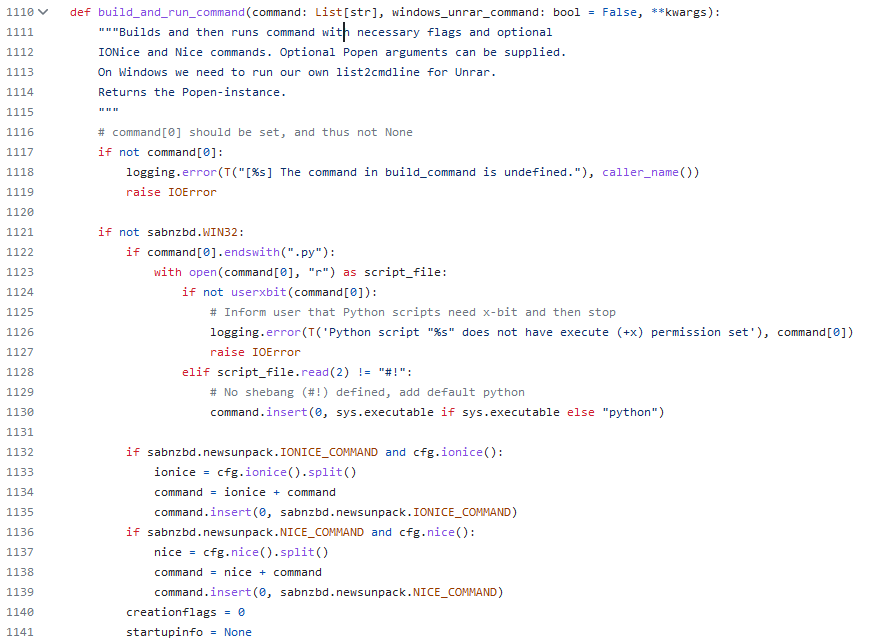 1110 def build_and_run_command(command: List[str], windows_unrar_command: bool = False, **kwargs):
1111     """Builds and then runs command with necessary flags and optional
1112     IONice and Nice commands. Optional Popen arguments can be supplied.
1113     On Windows we need to run our own list2cmdline for Unrar.
1114     Returns the Popen-instance.
1115     """
1116     # command[0] should be set, and thus not None
1117     if not command[0]:
1118         logging.error(T("[%s] The command in build_command is undefined."), caller_name())
1119         raise IOError
1120
1121     if not sabnzbd.WIN32:
1122         if command[0].endswith(".py"):
1123             with open(command[0], "r") as script_file:
1124                 if not userxbit(command[0]):
1125                     # Inform user that Python scripts need x-bit and then stop
1126                     logging.error(T('Python script "%s" does not have execute (+x) permission set'), command[0])
1127                     raise IOError
1128                 elif script_file.read(2) != "#!":
1129                     # No shebang (#!) defined, add default python
1130                     command.insert(0, sys.executable if sys.executable else "python")
1131
1132         if sabnzbd.newsunpack.IONICE_COMMAND and cfg.ionice():
1133             ionice = cfg.ionice().split()
1134             command = ionice + command
1135             command.insert(0, sabnzbd.newsunpack.IONICE_COMMAND)
1136         if sabnzbd.newsunpack.NICE_COMMAND and cfg.nice():
1137             nice = cfg.nice().split()
1138             command = nice + command
1139             command.insert(0, sabnzbd.newsunpack.NICE_COMMAND)
1140         creationflags = 0
1141         startupinfo = None